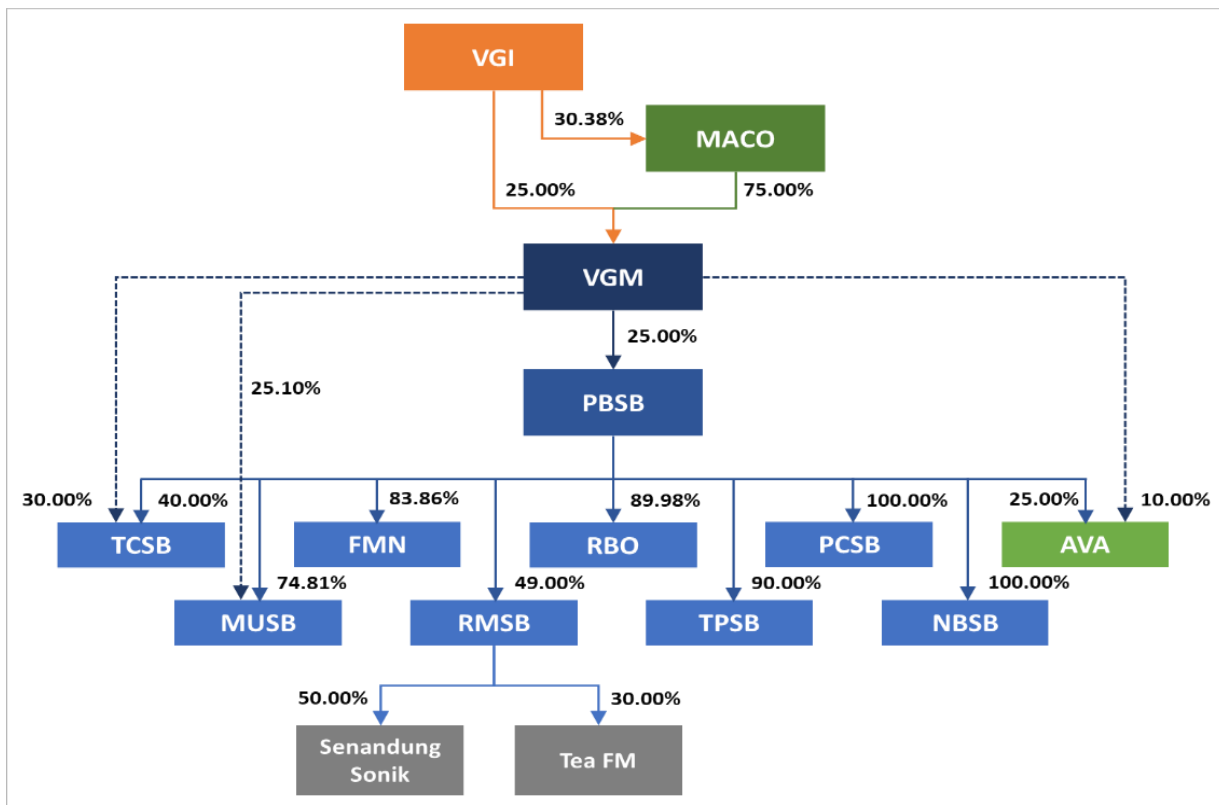 VGI
30.38%
MACO
25.00%
75.00%
VGM
25.00%
25.10%
PBSB
30.00%
40.00%
83.86%
89.98%
100.00%
25.00%
10.00%
TCSB
FMN
RBO
PCSB
AVA
74.81%
49.00%
90.00%
100.00%
MUSB
RMSB
TPSB
NBSB
50.00%
30.00%
Senandung
Sonik
Tea FM